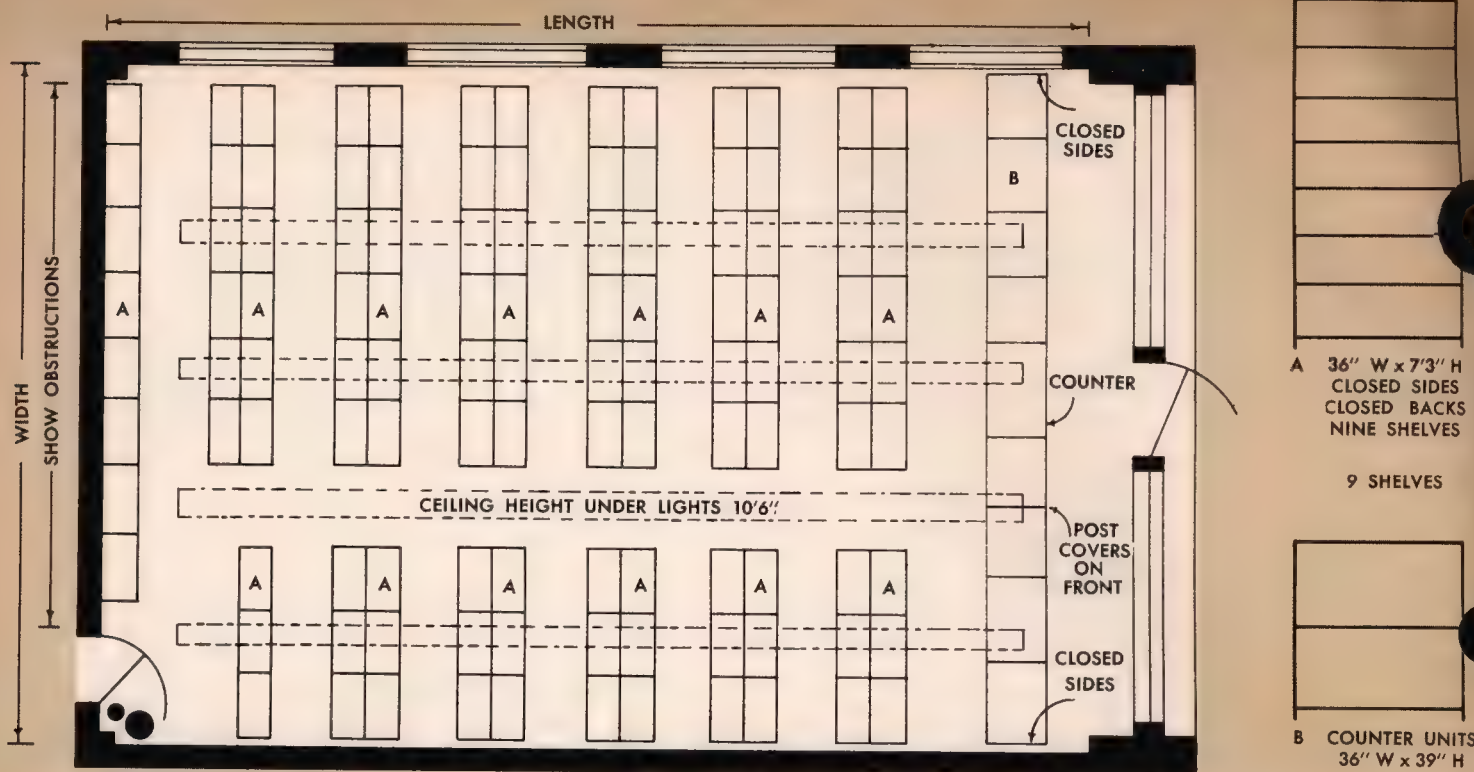 LENGTH
WIDTH
SHOW OBSTRUCTIONS
CLOSED
SIDES
B
A
A
A
A
A
A
A
COUNTER
CEILING HEIGHT UNDER LIGHTS 10'6"
POST
COVERS
ON
FRONT
A
A
A
A
A
A
CLOSED
SIDES
A 36" W x 7'3" H
CLOSED SIDES
CLOSED BACKS
NINE SHELVES
9 SHELVES
B COUNTER UNITS
36" W x 39" H